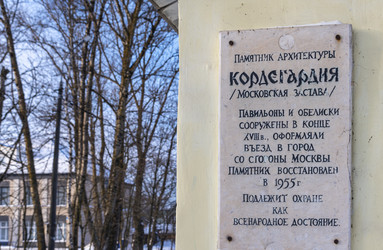 ПАМЯТНИК АРХИТЕКТУРЫ
КОРДЕГАРДИЯ
/МОСКОВСКАЯ ЗАСТАВА/
ПАВИЛЬОНЫ И ОБЕЛИСКИ
СООРУЖЕНЫ В КОНЦЕ
XVIII В., ОФОРМЛЯЛИ
ВЪЕЗД В ГОРОД
СО СТОРОНЫ МОСКВЫ
ПАМЯТНИК ВОССТАНОВЛЕН
В 1955 г
ПОДЛЕЖИТ ОХРАНЕ
КАК
ВСЕНАРОДНОЕ ДОСТОЯНИЕ.